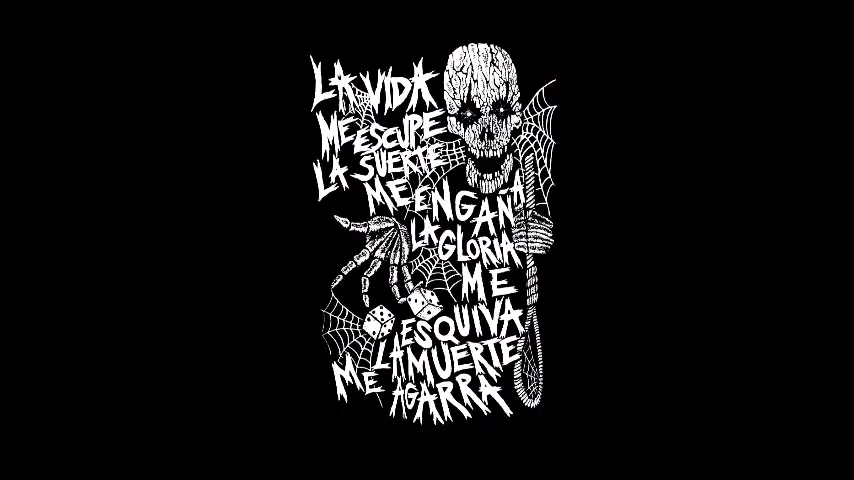 LA VIDA
ME ESCUPE
LA SUERTE
ME ENGAÑA
LA GLORIA
ME
ESQUIVA
LA MUERTE
ME AGARRA